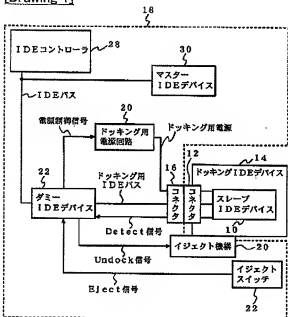 [Drawing 1]
18
IDEコントローラ
28
30
マスター
IDEデバイス
IDEバス
電源制御信号
20
ドッキング用
電源回路
ドッキング用電源
12
16
14
ドッキングIDEデバイス
22
ダミー
IDEデバイス
ドッキング用
IDEバス
コネクタ
コネクタ
スレーブ
IDEデバイス
10
Detect信号
イジェクト機構
20
Undock信号
イジェクト
スイッチ
Eject信号
22